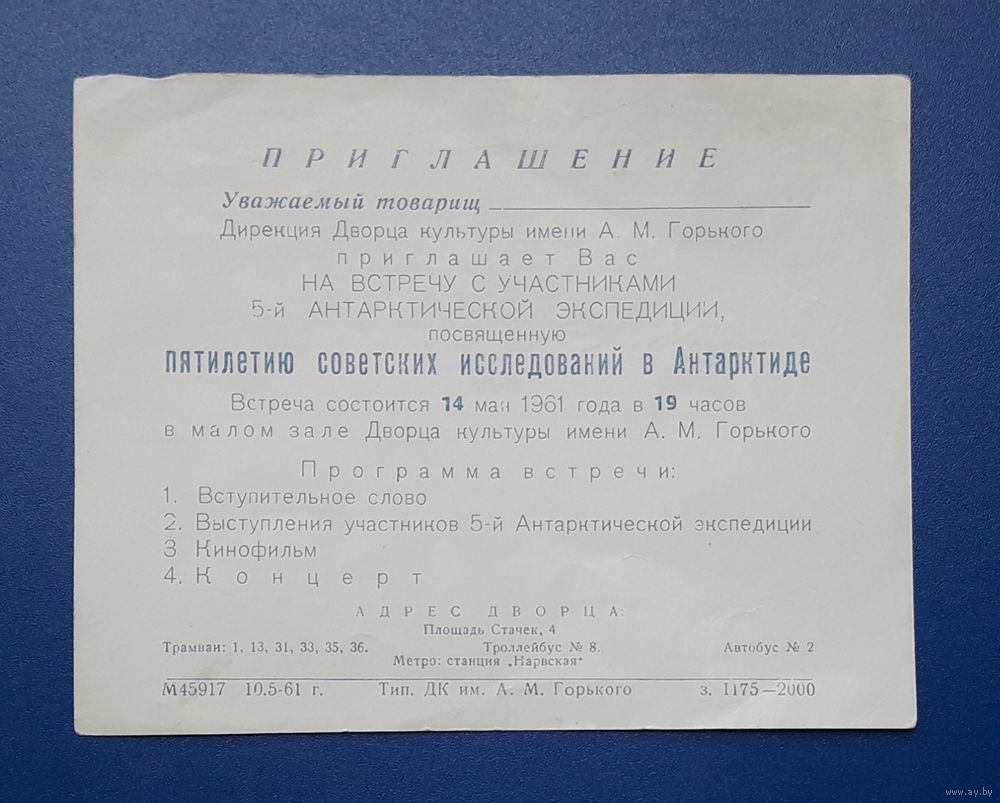 ПРИГЛАШЕНИЕ
Уважаемый товарищ
Дирекция Дворца культуры имени А. М. Горького
приглашает Вас
НА ВСТРЕЧУ С УЧАСТНИКАМИ
5-й АНТАРКТИЧЕСКОЙ ЭКСПЕДИЦИИ,
посвященную
пятилетию советских исследований в Антарктиде
Встреча состоится 14 мая 1961 года в 19 часов
в малом зале Дворца культуры имени А. М. Горького
Программа встречи:
1. Вступительное слово
2. Выступления участников 5-й Антарктической экспедиции
3 Кинофильм
4. Концерт
АДРЕС ДВОРЦА:
Площадь Стачек, 4
Трамваи: 1, 13, 31, 33, 35, 36. Троллейбус № 8. Автобус № 2
Метро: станция „Нарвская"
М45917 10.5-61 г. Тип. ДК им. А. М. Горького з. 1175—2000
www.ay.by